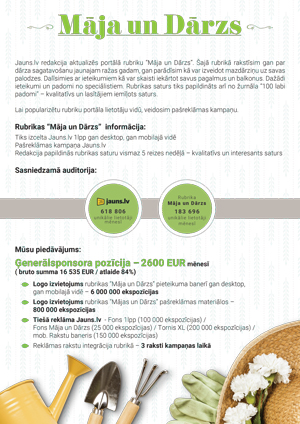 Māja un Dārzs
Jauns.lv redakcija aktualizēs portālā rubriku "Māja un Dārzs". Šajā rubrikā rakstīsim gan par
dārza sagatavošanu jaunajam ražas gadam, gan parādīsim kā var izveidot mazdārziņu uz savas
palodzes. Dalīsimies ar ieteikumiem kā var skaisti iekārtot savus pagalmus un balkonus. Dažādi
ieteikumi un padomi no speciālistiem. Rubrikas saturs tiks papildināts arī no žurnāla "100 labi
padomi" – kvalitatīvs un lasītājiem iemīļots saturs.
Lai popularizētu rubriku portāla lietotāju vidū, veidosim pašreklāmas kampaņu.
Rubrikas "Māja un Dārzs" informācija:
Tiks izcelta Jauns.lv 1lpp gan desktop, gan mobilajā vidē
Pašreklāmas kampaņa Jauns.lv
Redakcija papildinās rubrikas saturu vismaz 5 reizes nedēļā – kvalitatīvs un interesants saturs
Sasniedzamā auditorija:
jauns.lv
618 806
unikālie lietotāji
mēnesī
Rubrika
Māja un Dārzs
183 696
unikālie lietotāji
mēnesī
Mūsu piedāvājums:
Ģenerālsponsora pozīcija – 2600 EUR mēnesī
( bruto summa 16 535 EUR / atlaide 84%)
Logo izvietojums rubrikas "Māja un Dārzs" pieteikuma banerī gan desktop,
gan mobilajā vidē – 6 000 000 ekspozīcijas
Logo izvietojums rubrikas "Mājas un Dārzs" pašreklāmas materiālos –
800 000 ekspozīcijas
Tiešā reklāma Jauns.lv - Fons 1lpp (100 000 ekspozīcijas) /
Fons Māja un Dārzs (25 000 ekspozīcijas) / Tornis XL (200 000 ekspozīcijas) /
mob. Rakstu baneris (150 000 ekspozīcijas)
Reklāmas rakstu integrācija rubrikā – 3 raksti kampaņas laikā